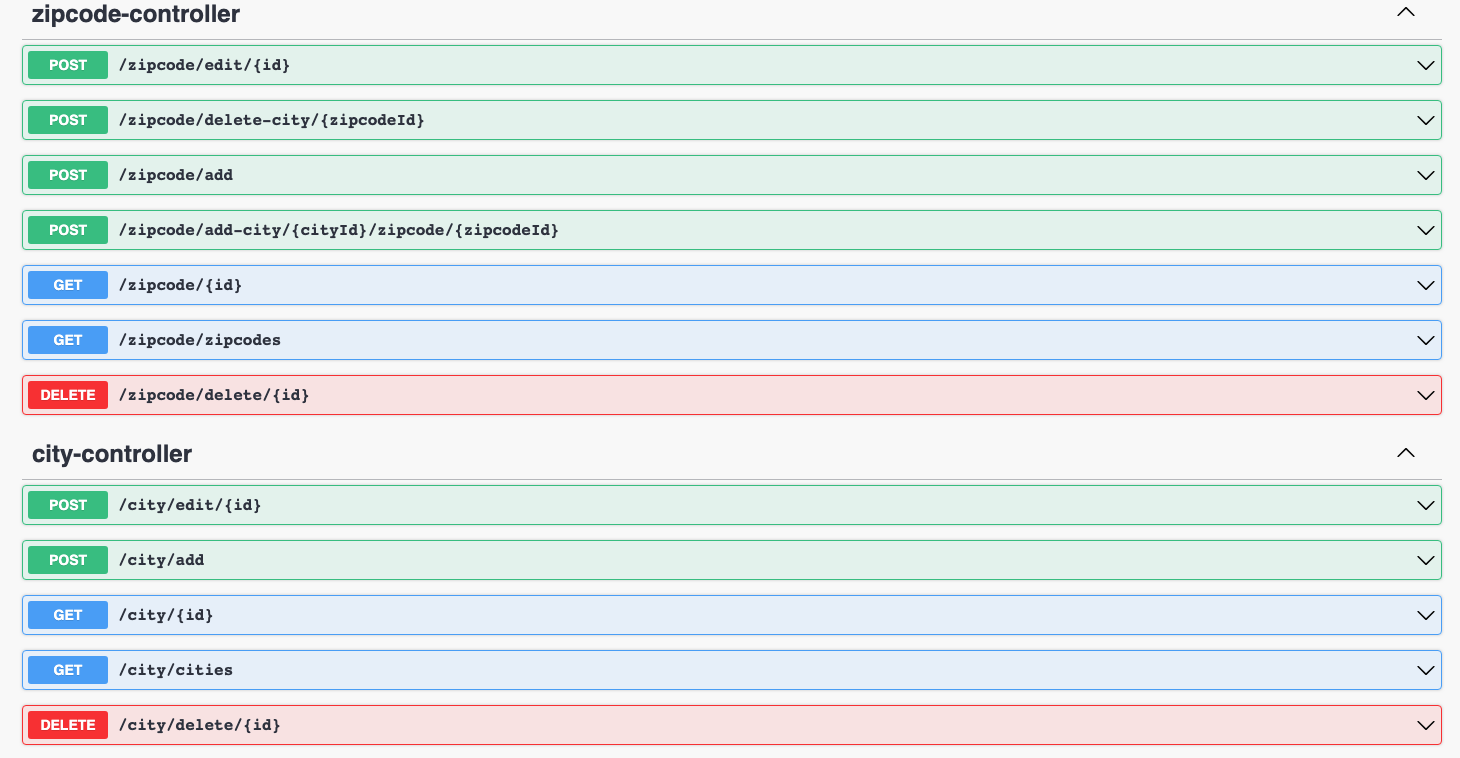 zipcode-controller
POST /zipcode/edit/{id}
POST /zipcode/delete-city/{zipcodeId}
POST /zipcode/add
POST /zipcode/add-city/{cityId}/zipcode/{zipcodeId}
GET /zipcode/{id}
GET /zipcode/zipcodes
DELETE /zipcode/delete/{id}
city-controller
POST /city/edit/{id}
POST /city/add
GET /city/{id}
GET /city/cities
DELETE /city/delete/{id}